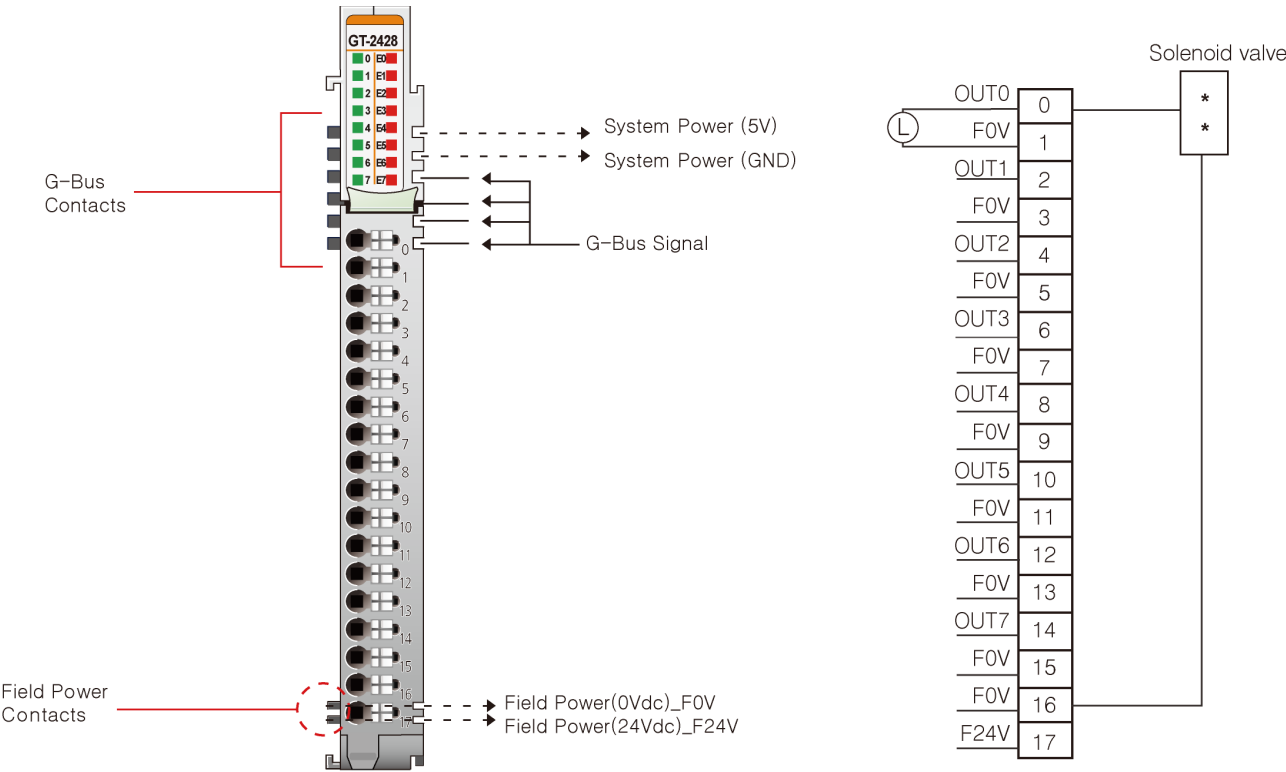 GT-2428
0 E0
1 E1
2 E2
3 E3
4 E4
5 E5
6 E6
7 E7
G-Bus
Contacts
System Power (5V)
System Power (GND)
G-Bus Signal
0
1
2
3
4
5
6
7
8
9
10
11
12
13
14
15
16
17
Field Power
Contacts
Field Power(0Vdc)_F0V
Field Power(24Vdc)_F24V
Solenoid valve
*
*
L
OUT0 0
F0V 1
OUT1 2
F0V 3
OUT2 4
F0V 5
OUT3 6
F0V 7
OUT4 8
F0V 9
OUT5 10
F0V 11
OUT6 12
F0V 13
OUT7 14
F0V 15
F0V 16
F24V 17